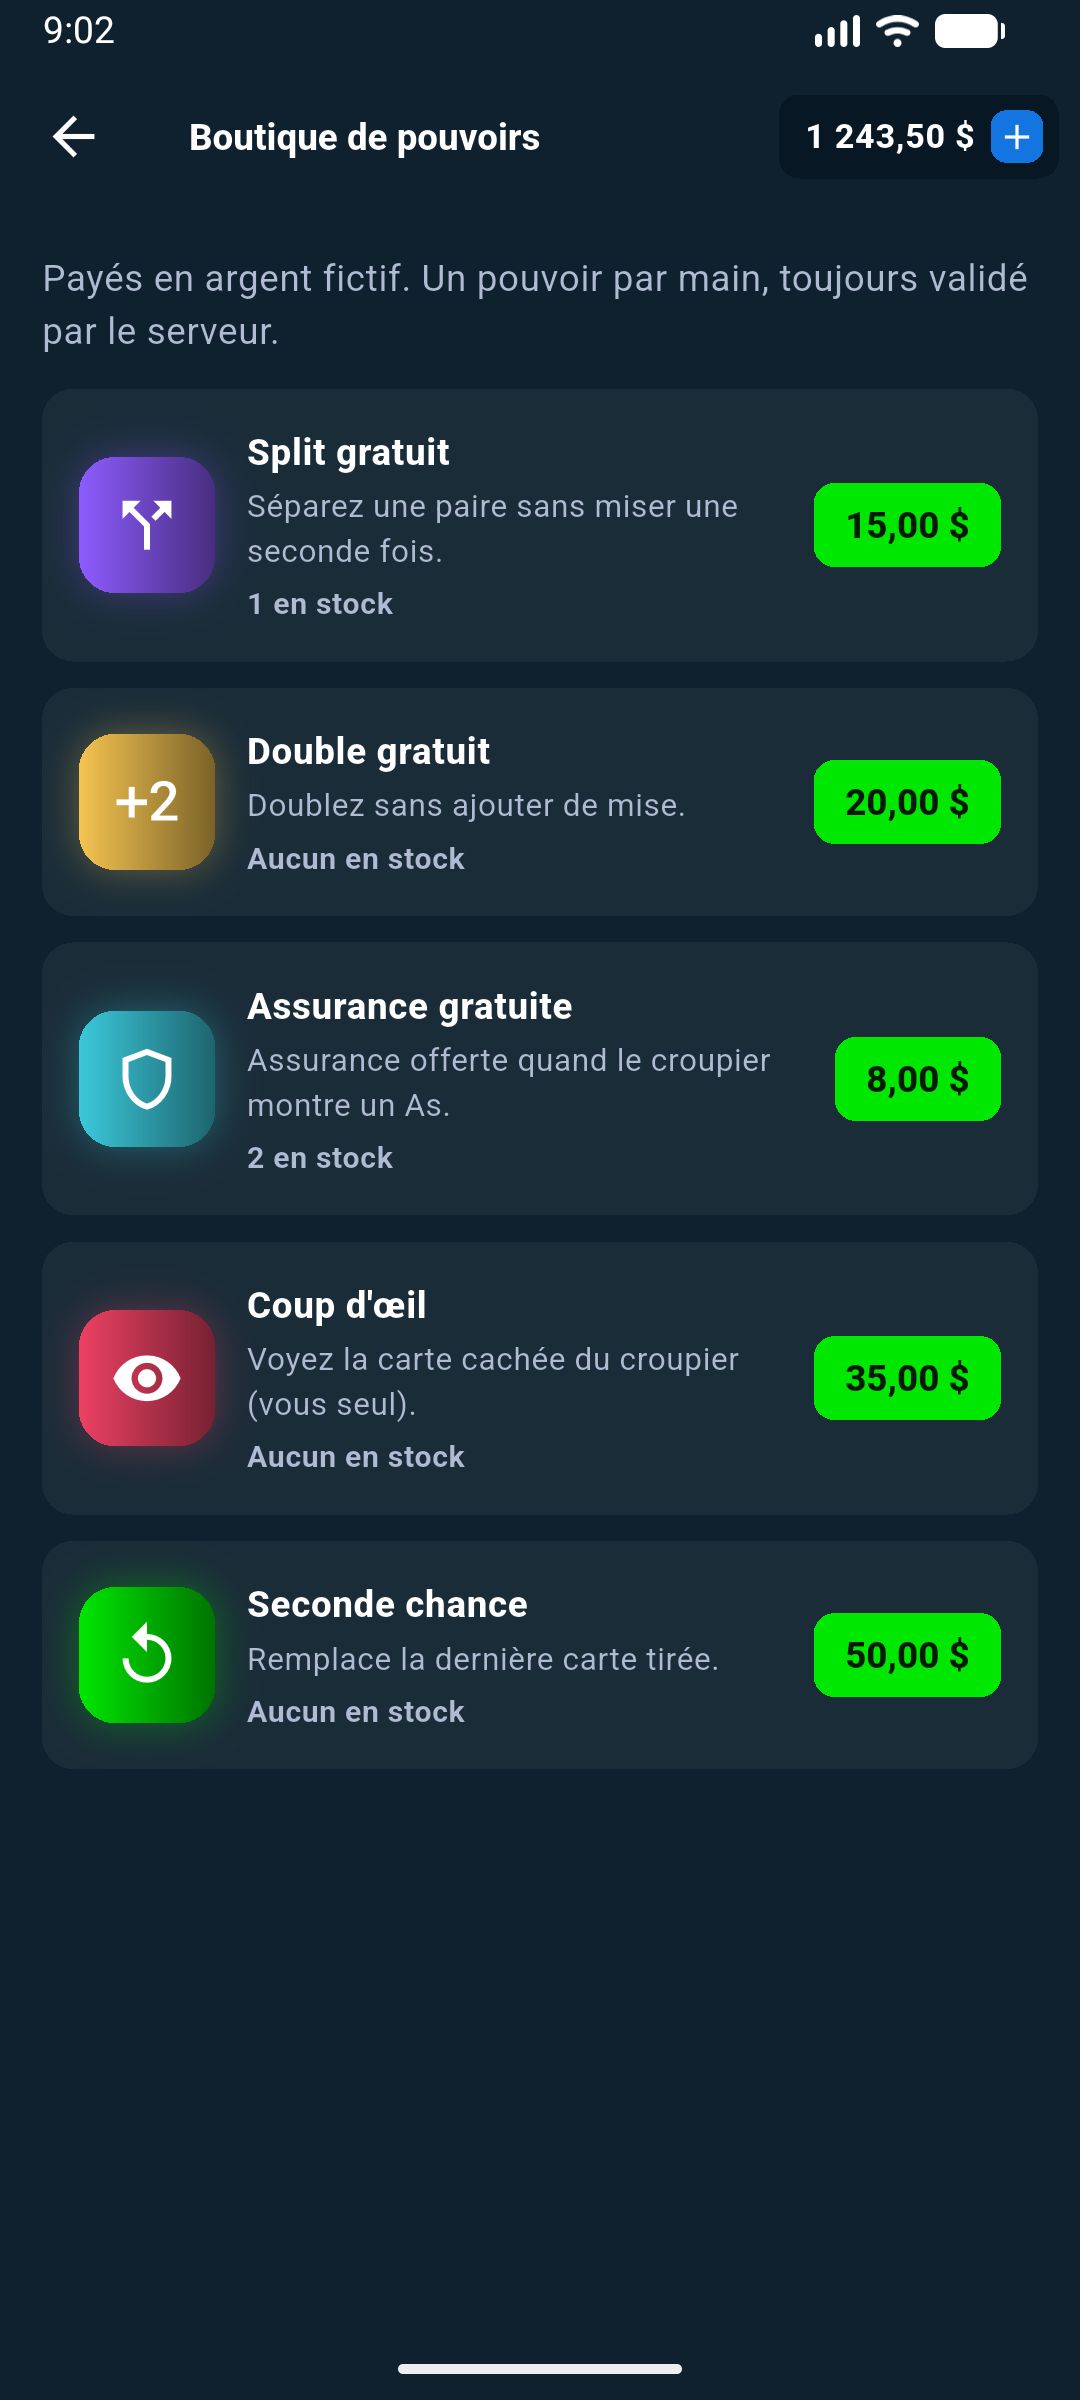 9:02
Boutique de pouvoirs
1 243,50 $
Payés en argent fictif. Un pouvoir par main, toujours validé
par le serveur.
Split gratuit
Séparez une paire sans miser une
seconde fois.
1 en stock
15,00 $
+2
Double gratuit
Doublez sans ajouter de mise.
Aucun en stock
20,00 $
Assurance gratuite
Assurance offerte quand le croupier
montre un As.
2 en stock
8,00 $
Coup d'œil
Voyez la carte cachée du croupier
(vous seul).
Aucun en stock
35,00 $
Seconde chance
Remplace la dernière carte tirée.
Aucun en stock
50,00 $